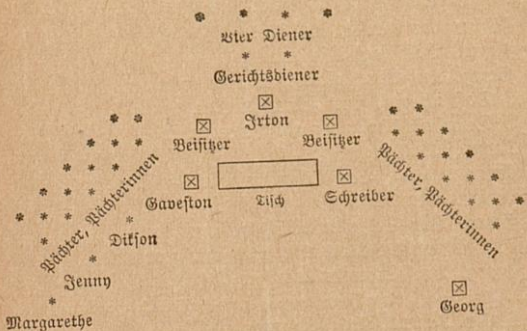 Vier Diener
Gerichtsdiener
Irton
Beisitzer
Beisitzer
Pächter, Pächterinnen
Pächter, Pächterinnen
Gaveston
Tisch
Schreiber
Dikson
Jenny
Margarethe
Georg